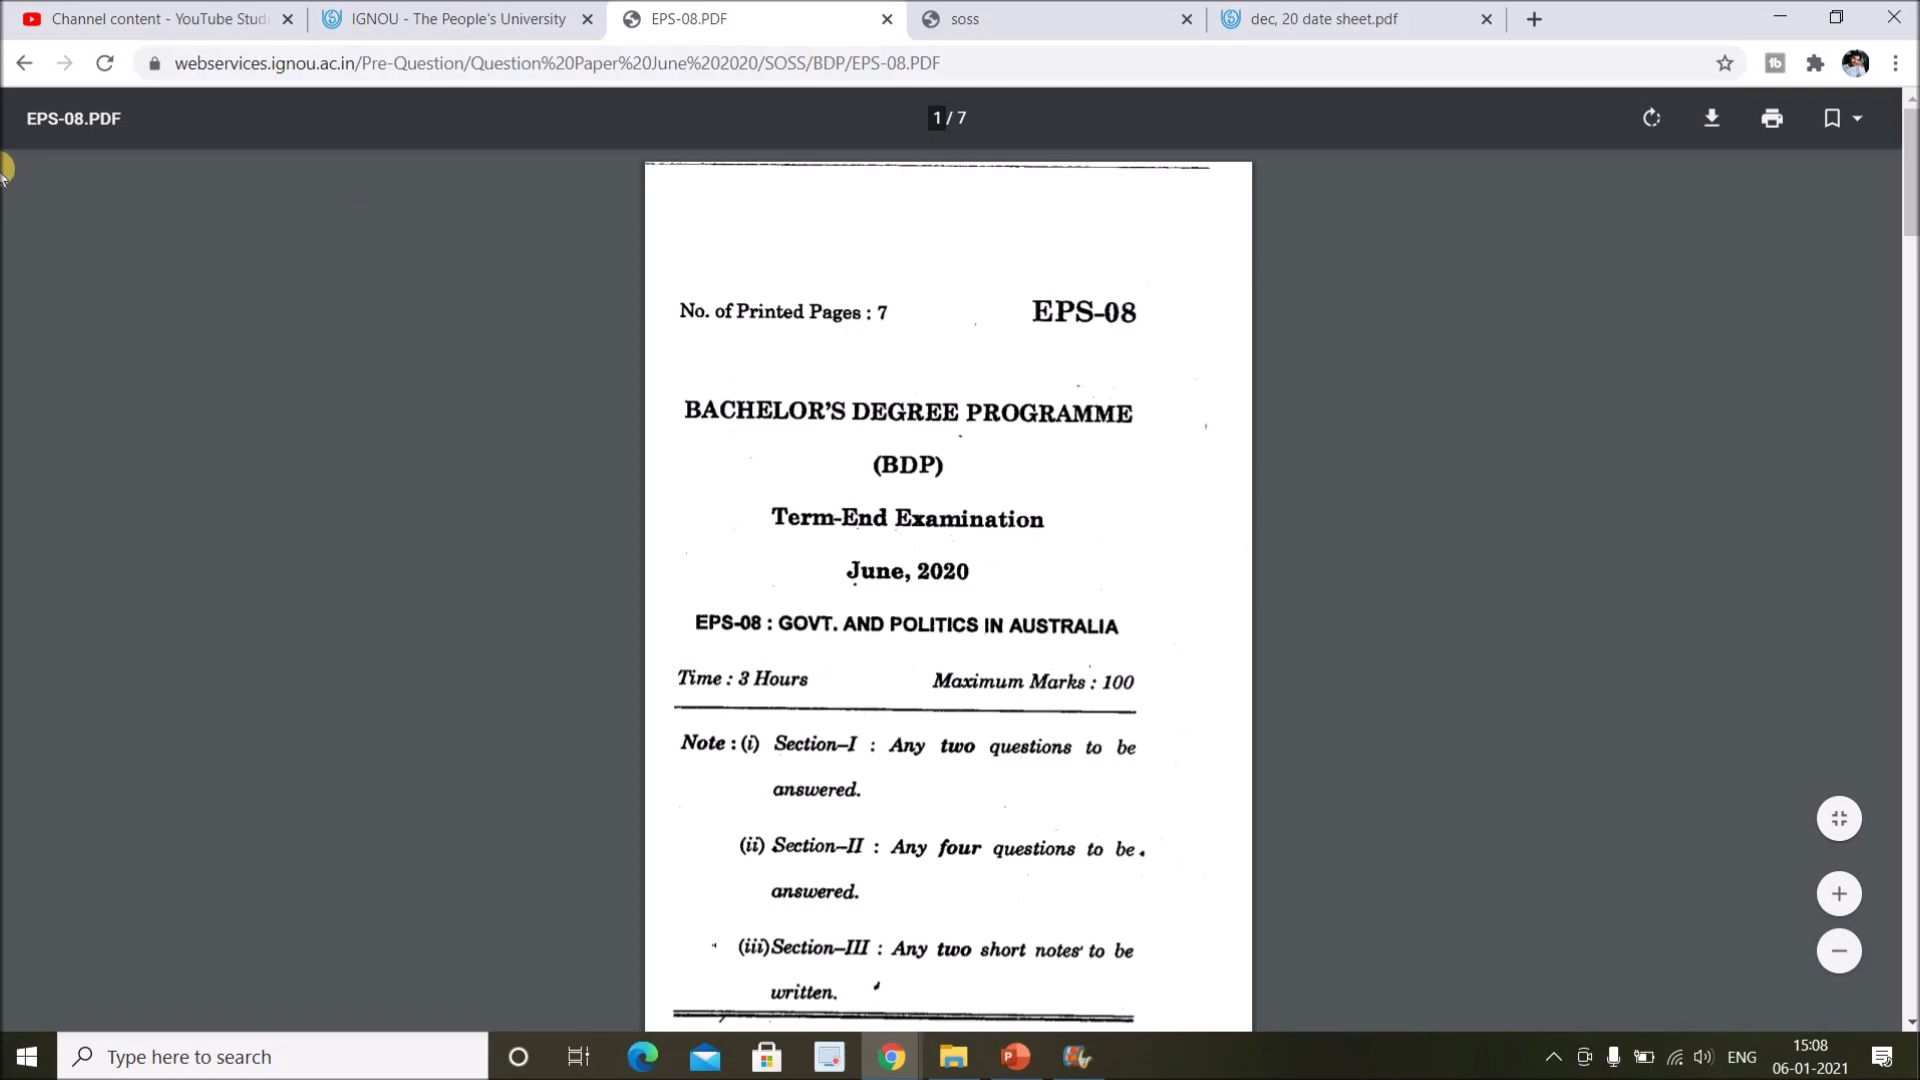 Channel content - YouTube Stud
IGNOU - The People's University
EPS-08.PDF
soss
dec, 20 date sheet.pdf
webservices.ignou.ac.in/Pre-Question/Question%20Paper%20June%202020/SOSS/BDP/EPS-08.PDF
EPS-08.PDF
1 / 7
No. of Printed Pages : 7
EPS-08
BACHELOR'S DEGREE PROGRAMME
(BDP)
Term-End Examination
June, 2020
EPS-08 : GOVT. AND POLITICS IN AUSTRALIA
Time : 3 Hours
Maximum Marks : 100
Note : (i) Section–I : Any two questions to be
answered.
(ii) Section–II : Any four questions to be
answered.
(iii) Section–III : Any two short notes to be
written.
Type here to search
ENG
15:08
06-01-2021